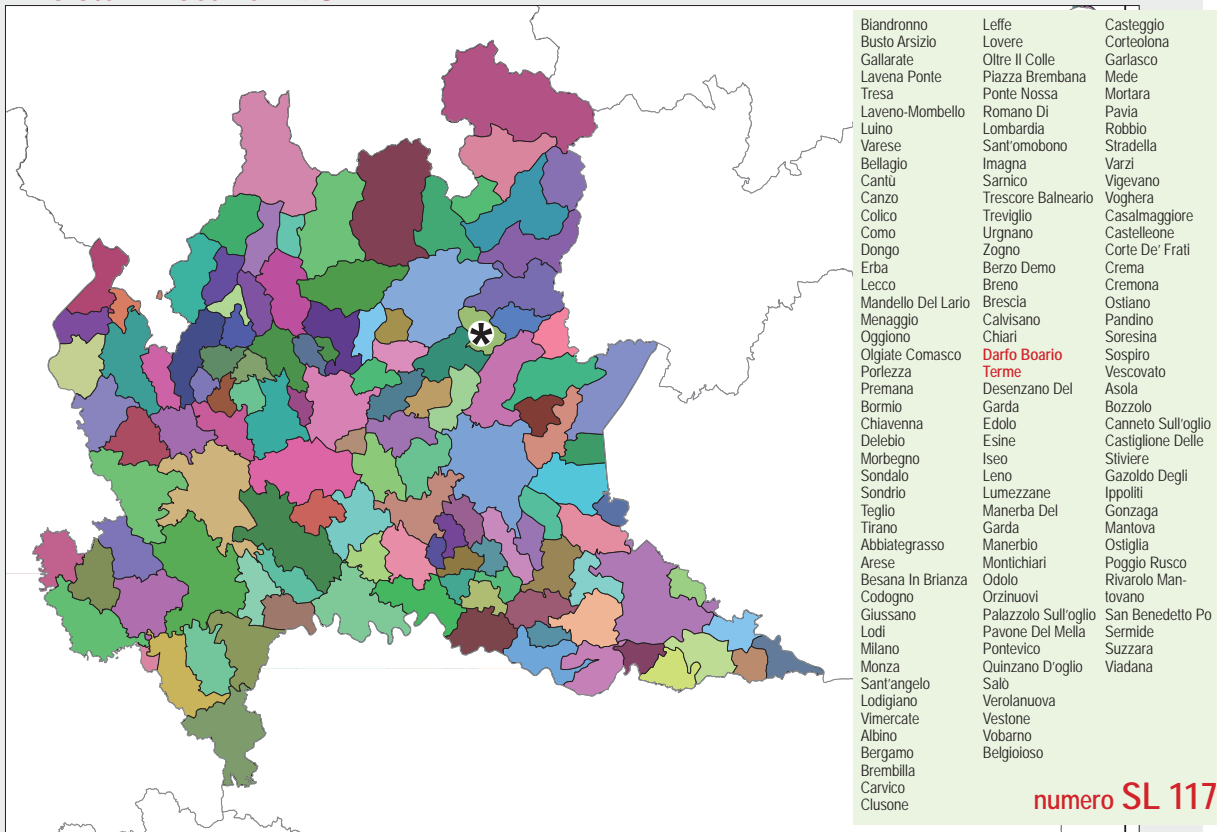 Biandronno
Busto Arsizio
Gallarate
Lavena Ponte
Tresa
Laveno-Mombello
Luino
Varese
Bellagio
Cantù
Canzo
Colico
Como
Dongo
Erba
Lecco
Mandello Del Lario
Menaggio
Oggiono
Olgiate Comasco
Porlezza
Premana
Bormio
Chiavenna
Delebio
Morbegno
Sondalo
Sondrio
Teglio
Tirano
Abbiategrasso
Arese
Besana In Brianza
Codogno
Giussano
Lodi
Milano
Monza
Sant'angelo
Lodigiano
Vimercate
Albino
Bergamo
Brembilla
Carvico
Clusone
Leffe
Lovere
Oltre Il Colle
Piazza Brembana
Ponte Nossa
Romano Di
Lombardia
Sant'omobono
Imagna
Sarnico
Trescore Balneario
Treviglio
Urgnano
Zogno
Berzo Demo
Breno
Brescia
Calvisano
Chiari
Darfo Boario
Terme
Desenzano Del
Garda
Edolo
Esine
Iseo
Leno
Lumezzane
Manerba Del
Garda
Manerbio
Montichiari
Odolo
Orzinuovi
Palazzolo Sull'oglio
Pavone Del Mella
Pontevico
Quinzano D'oglio
Salò
Verolanuova
Vestone
Vobarno
Belgioioso
Casteggio
Corteolona
Garlasco
Mede
Mortara
Pavia
Robbio
Stradella
Varzi
Vigevano
Voghera
Casalmaggiore
Castelleone
Corte De' Frati
Crema
Cremona
Ostiano
Pandino
Soresina
Sospiro
Vescovato
Asola
Bozzolo
Canneto Sull'oglio
Castiglione Delle
Stiviere
Gazoldo Degli
Ippoliti
Gonzaga
Mantova
Ostiglia
Poggio Rusco
Rivarolo Man-
tovano
San Benedetto Po
Sermide
Suzzara
Viadana
numero SL 117